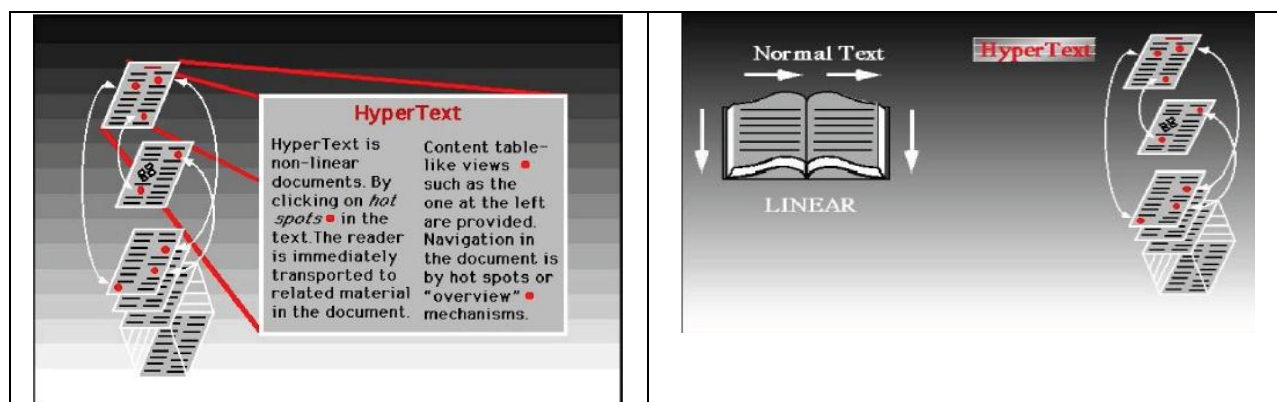 HyperText
HyperText is
non-linear
documents. By
clicking on hot
spots in the
text.The reader
is immediately
transported to
related material
in the document.
Content table-
like views
such as the
one at the left
are provided.
Navigation in
the document is
by hot spots or
"overview"
mechanisms.
Normal Text
LINEAR
HyperText